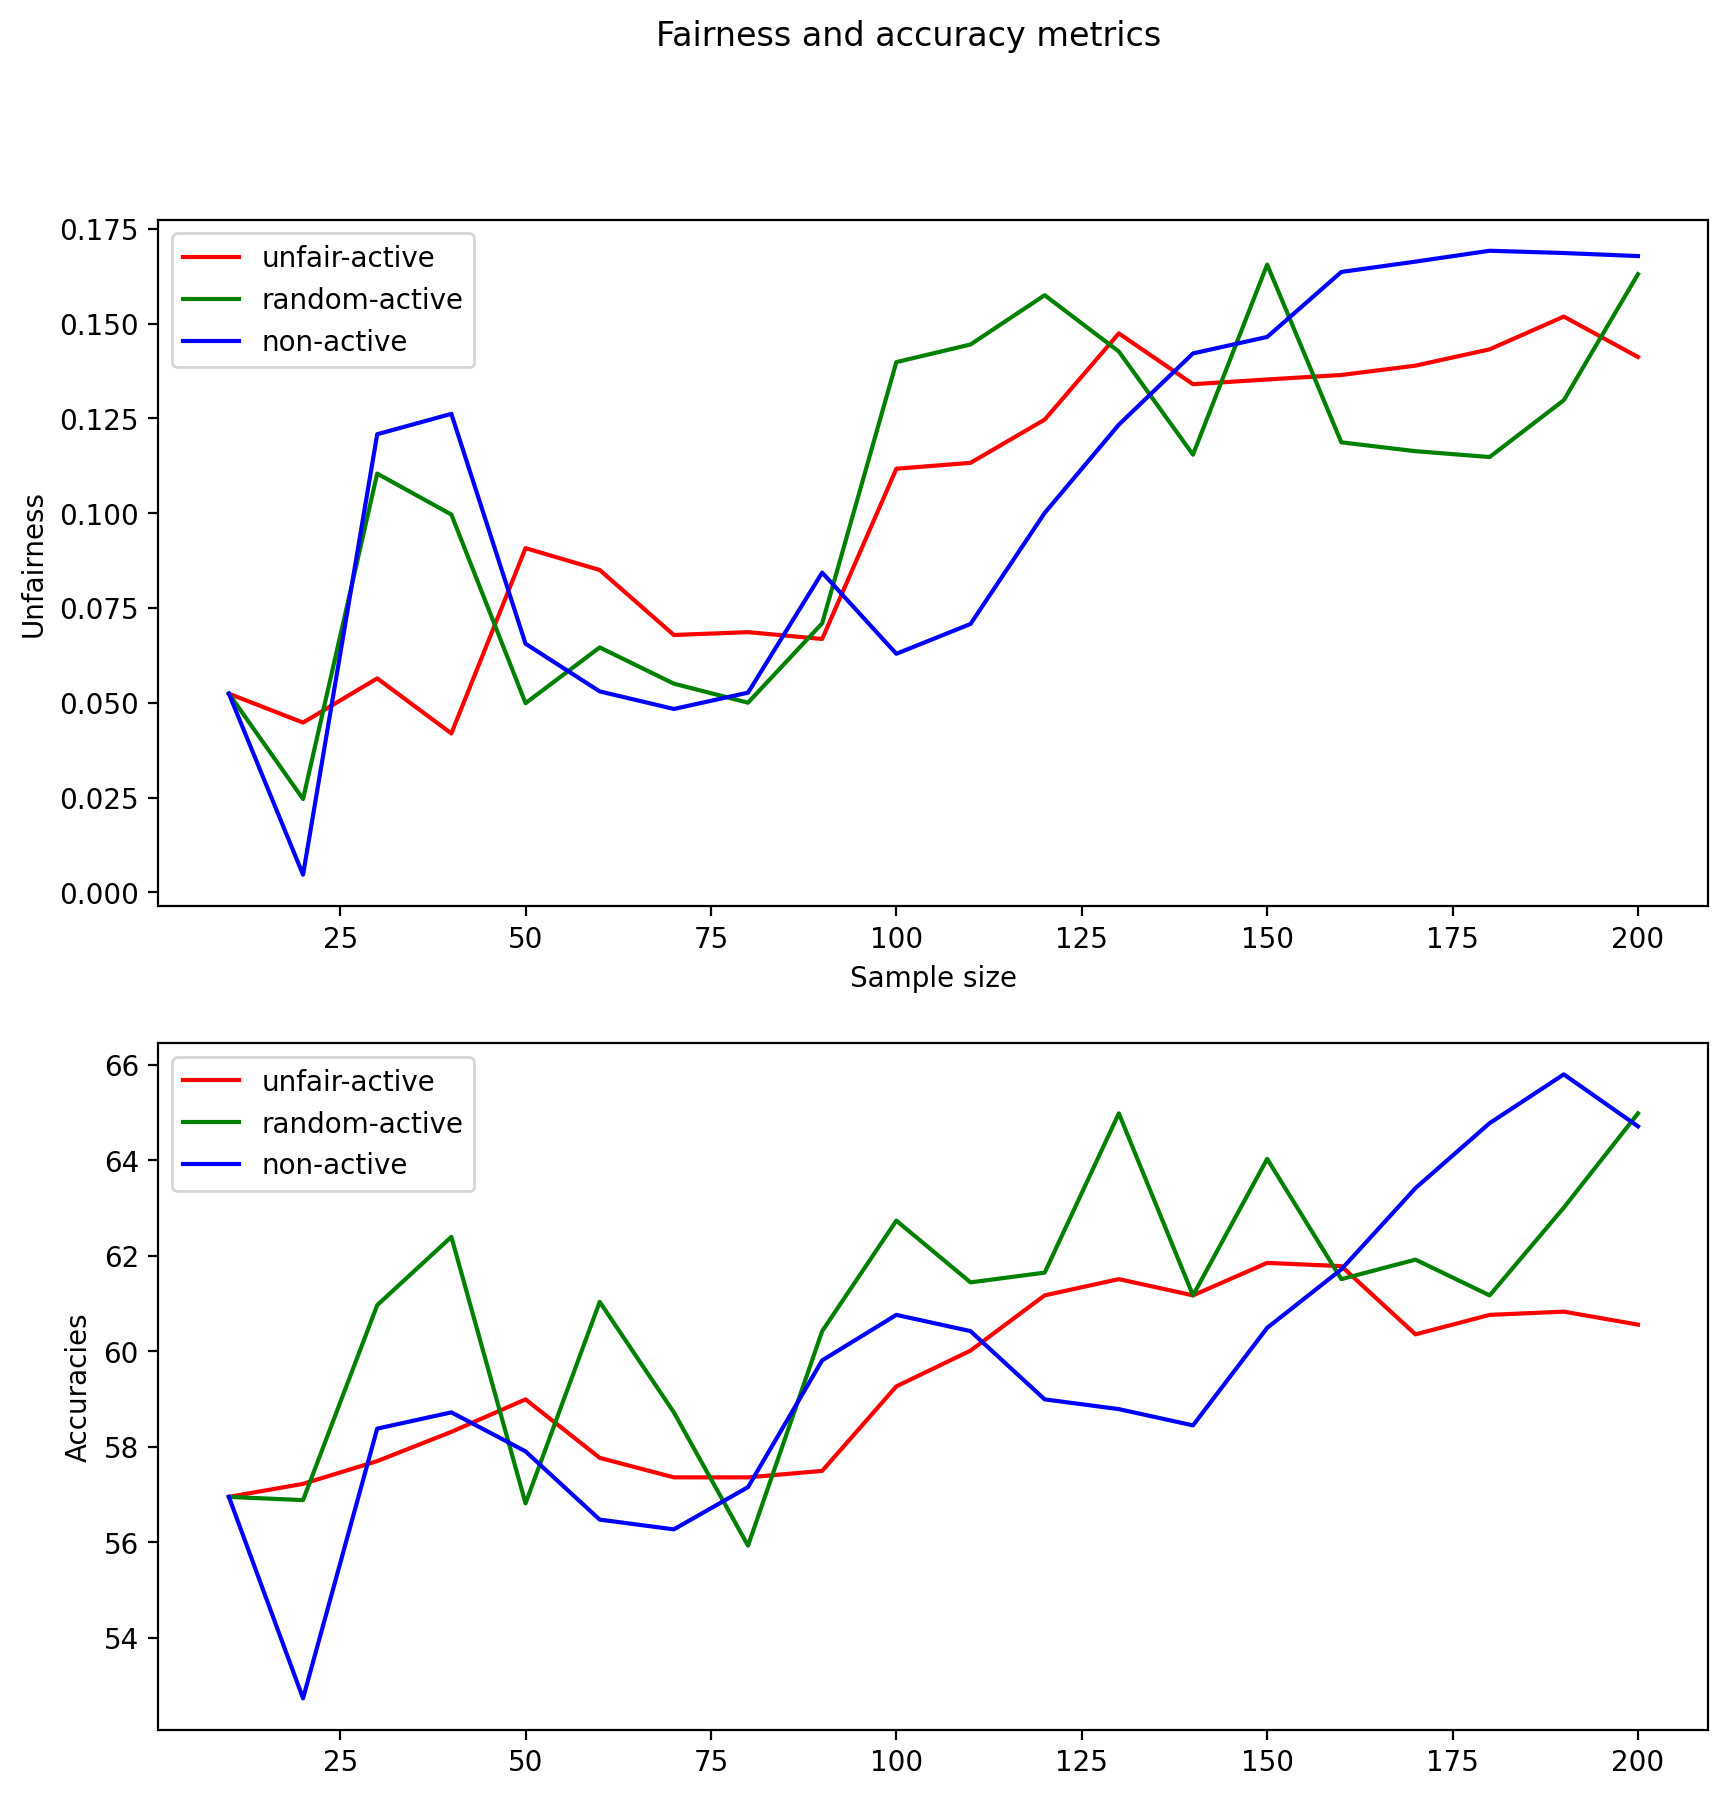 Fairness and accuracy metrics
0.175
0.150
0.125
0.100
0.075
0.050
0.025
0.000
Unfairness
unfair-active
random-active
non-active
25 50 75 100 125 150 175 200
Sample size
66
64
62
60
58
56
54
Accuracies
unfair-active
random-active
non-active
25 50 75 100 125 150 175 200